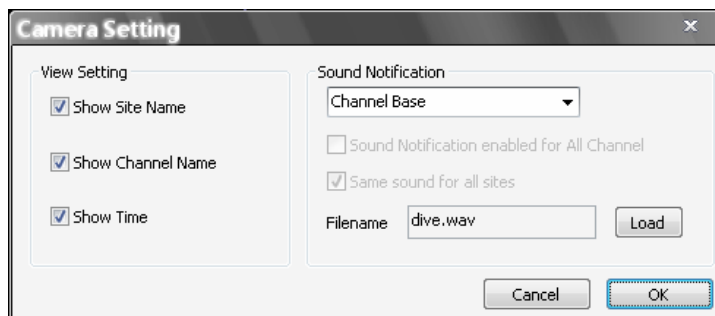 Camera Setting
View Setting
Show Site Name
Show Channel Name
Show Time
Sound Notification
Channel Base
Sound Notification enabled for All Channel
Same sound for all sites
Filename dive.wav Load
Cancel OK